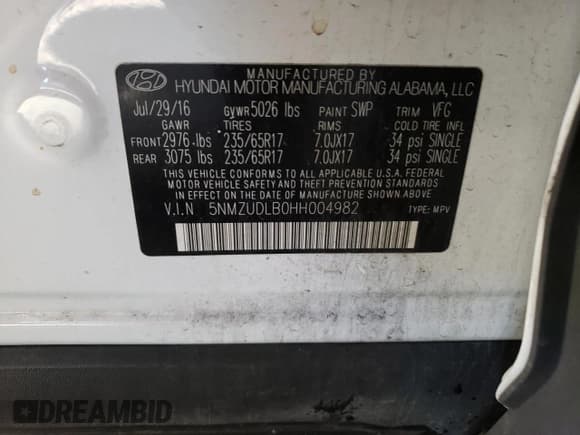 MANUFACTURED BY
HYUNDAI MOTOR MANUFACTURING ALABAMA, LLC
Jul/29/16 GVWR 5026 lbs PAINT SWP TRIM VFG
GAWR TIRES RIMS COLD TIRE INFL
FRONT 2976 lbs 235/65R17 7.0JX17 34 psi SINGLE
REAR 3075 lbs 235/65R17 7.0JX17 34 psi SINGLE
THIS VEHICLE CONFORMS TO ALL APPLICABLE U.S.A. FEDERAL
MOTOR VEHICLE SAFETY, BUMPER, AND THEFT PREVENTION STANDARDS
IN EFFECT ON THE DATE OF MANUFACTURE SHOWN ABOVE.
V.I.N 5NMZUDLB0HH004982 TYPE: MPV
DREAMBID